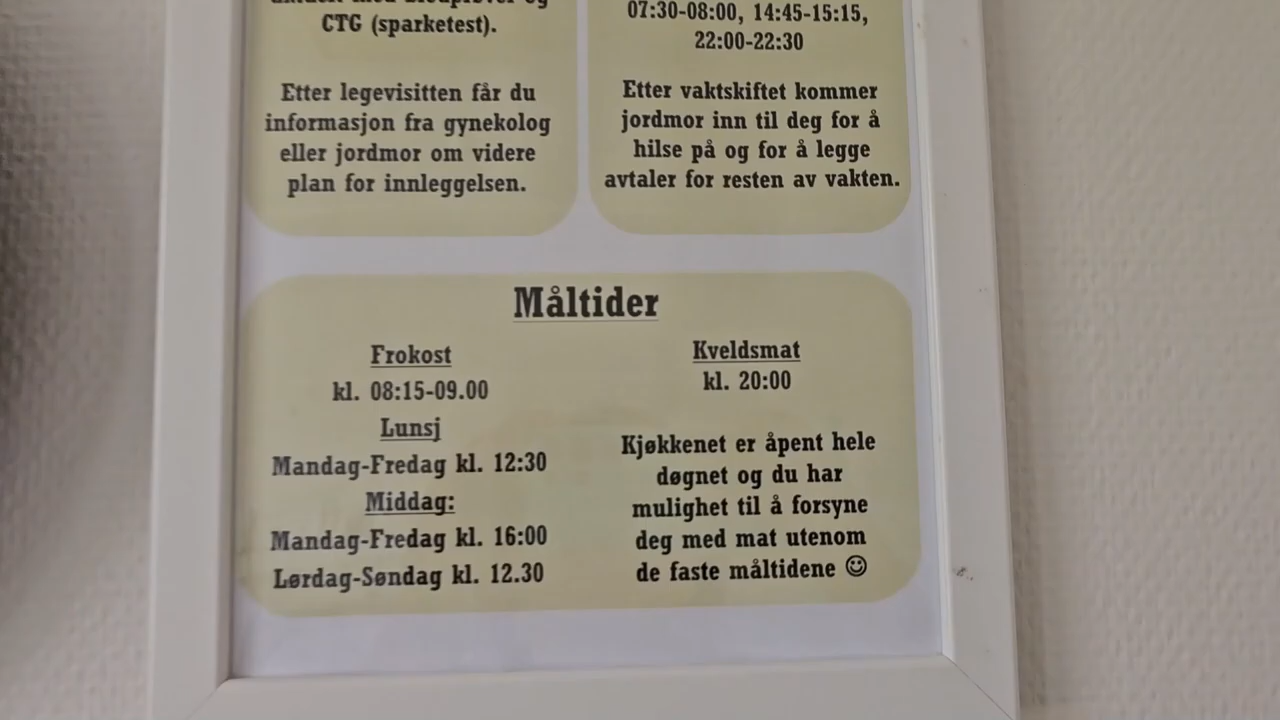 CTG (sparketest).
Etter legevisitten får du
informasjon fra gynekolog
eller jordmor om videre
plan for innleggelsen.
07:30-08:00, 14:45-15:15,
22:00-22:30
Etter vaktskiftet kommer
jordmor inn til deg for å
hilse på og for å legge
avtaler for resten av vakten.
Måltider
Frokost
kl. 08:15-09.00
Lunsj
Mandag-Fredag kl. 12:30
Middag:
Mandag-Fredag kl. 16:00
Lørdag-Søndag kl. 12.30
Kveldsmat
kl. 20:00
Kjøkkenet er åpent hele
døgnet og du har
mulighet til å forsyne
deg med mat utenom
de faste måltidene ☺